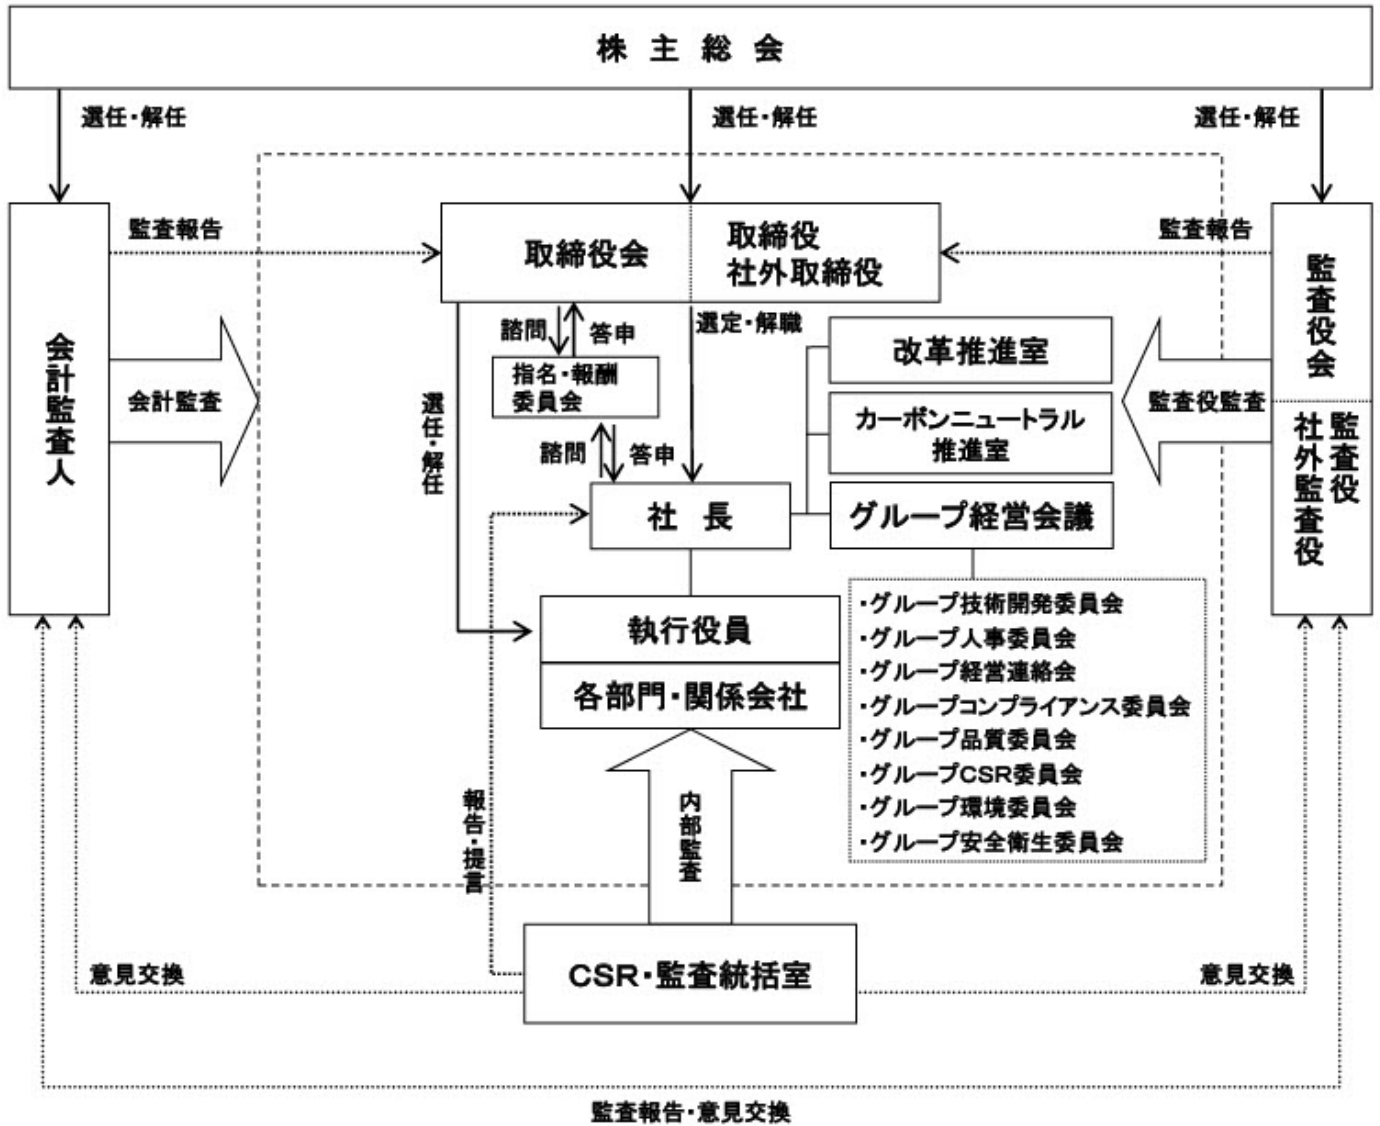 株 主 総 会
選任・解任
選任・解任
選任・解任
監査報告
取締役会
取締役
社外取締役
監査報告
会計監査人
会計監査
諮問
答申
選定・解職
指名・報酬
委員会
選任・解任
諮問
答申
社 長
改革推進室
カーボンニュートラル
推進室
グループ経営会議
監査役監査
監査役会
監査役
社外監査役
執行役員
各部門・関係会社
・グループ技術開発委員会
・グループ人事委員会
・グループ経営連絡会
・グループコンプライアンス委員会
・グループ品質委員会
・グループCSR委員会
・グループ環境委員会
・グループ安全衛生委員会
報告・提言
内部監査
意見交換
CSR・監査統括室
意見交換
監査報告・意見交換